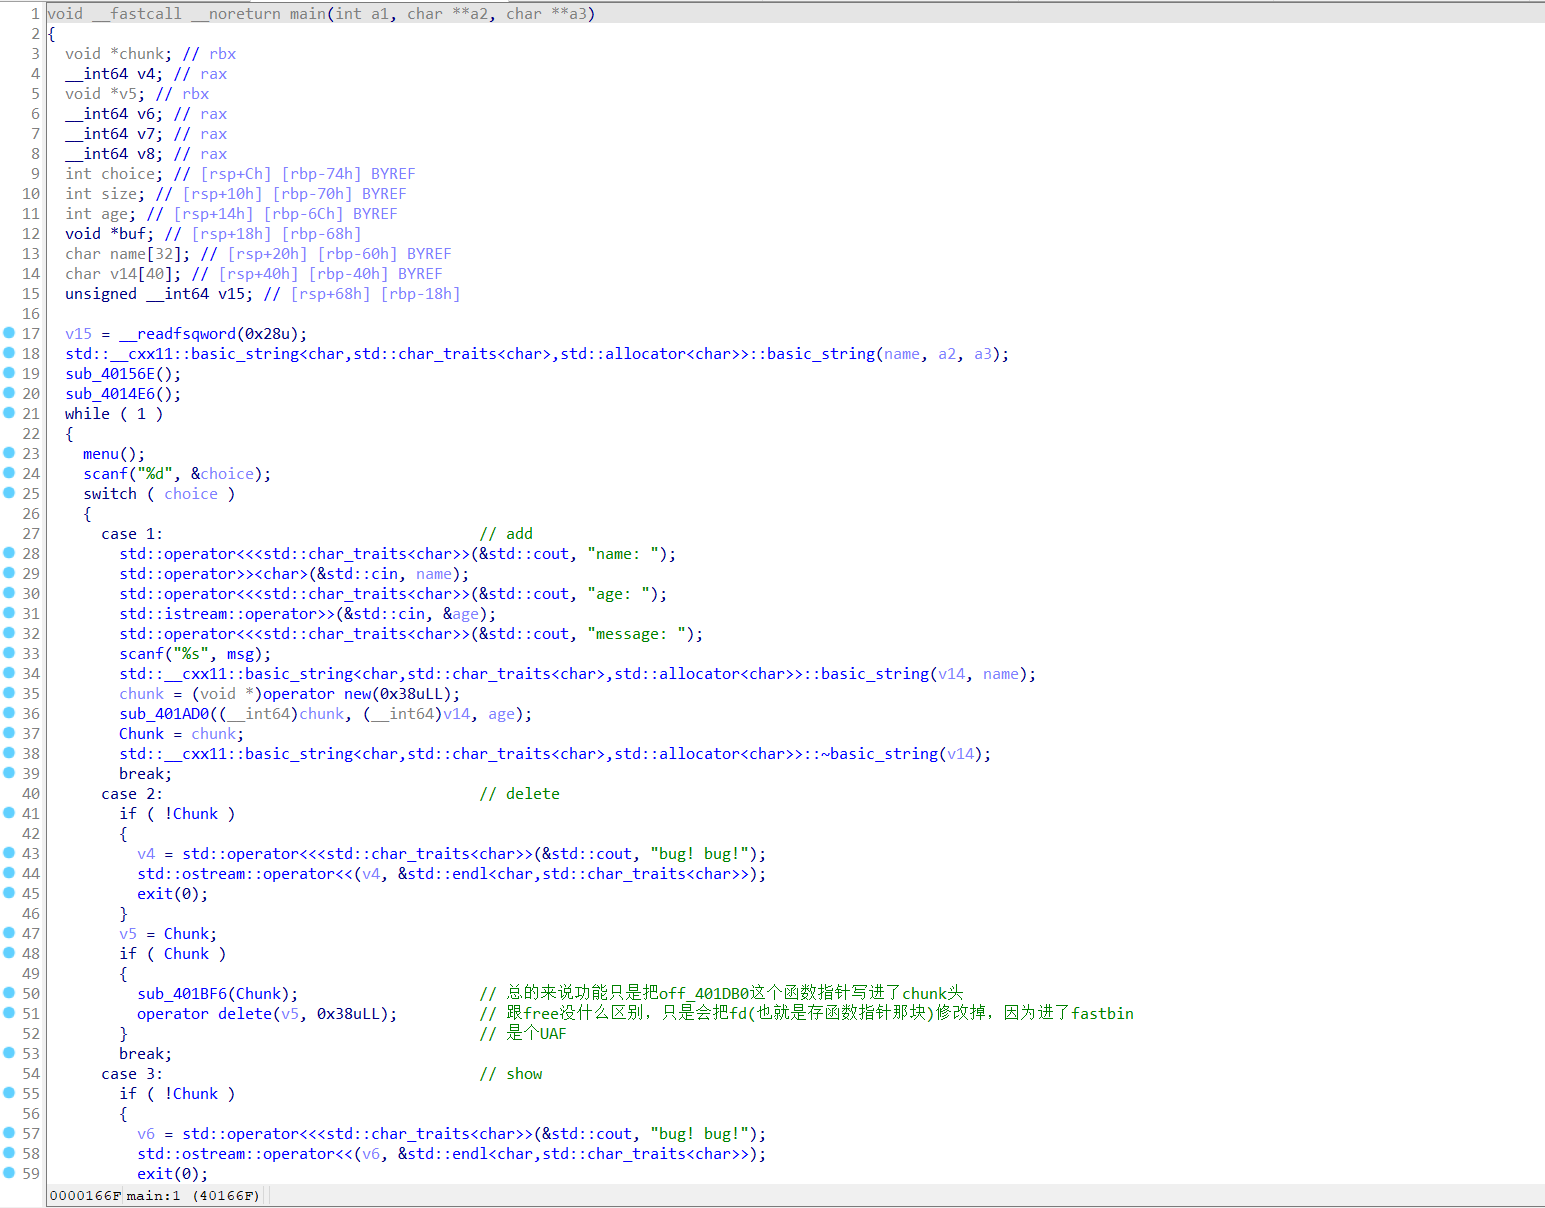 1 void __fastcall __noreturn main(int a1, char **a2, char **a3)
2 {
3 void *chunk; // rbx
4 __int64 v4; // rax
5 void *v5; // rbx
6 __int64 v6; // rax
7 __int64 v7; // rax
8 __int64 v8; // rax
9 int choice; // [rsp+Ch] [rbp-74h] BYREF
10 int size; // [rsp+10h] [rbp-70h] BYREF
11 int age; // [rsp+14h] [rbp-6Ch] BYREF
12 void *buf; // [rsp+18h] [rbp-68h]
13 char name[32]; // [rsp+20h] [rbp-60h] BYREF
14 char v14[40]; // [rsp+40h] [rbp-40h] BYREF
15 unsigned __int64 v15; // [rsp+68h] [rbp-18h]
16
17 v15 = __readfsqword(0x28u);
18 std::__cxx11::basic_string<char,std::char_traits<char>,std::allocator<char>>::basic_string(name, a2, a3);
19 sub_40156E();
20 sub_4014E6();
21 while ( 1 )
22 {
23 menu();
24 scanf("%d", &choice);
25 switch ( choice )
26 {
27 case 1: // add
28 std::operator<<<std::char_traits<char>>(&std::cout, "name: ");
29 std::operator>><char>(&std::cin, name);
30 std::operator<<<std::char_traits<char>>(&std::cout, "age: ");
31 std::istream::operator>>(&std::cin, &age);
32 std::operator<<<std::char_traits<char>>(&std::cout, "message: ");
33 scanf("%s", msg);
34 std::__cxx11::basic_string<char,std::char_traits<char>,std::allocator<char>>::basic_string(v14, name);
35 chunk = (void *)operator new(0x38uLL);
36 sub_401AD0((__int64)chunk, (__int64)v14, age);
37 Chunk = chunk;
38 std::__cxx11::basic_string<char,std::char_traits<char>,std::allocator<char>>::~basic_string(v14);
39 break;
40 case 2: // delete
41 if ( !Chunk )
42 {
43 v4 = std::operator<<<std::char_traits<char>>(&std::cout, "bug! bug!");
44 std::ostream::operator<<(v4, &std::endl<char,std::char_traits<char>>);
45 exit(0);
46 }
47 v5 = Chunk;
48 if ( Chunk )
49 {
50 sub_401BF6(Chunk); // 总的来说功能只是把off_401DB0这个函数指针写进了chunk头
51 operator delete(v5, 0x38uLL); // 跟free没什么区别，只是会把fd(也就是存函数指针那块)修改掉，因为进了fastbin
52 } // 是个UAF
53 break;
54 case 3: // show
55 if ( !Chunk )
56 {
57 v6 = std::operator<<<std::char_traits<char>>(&std::cout, "bug! bug!");
58 std::ostream::operator<<(v6, &std::endl<char,std::char_traits<char>>);
59 exit(0);
0000166F main:1 (40166F)